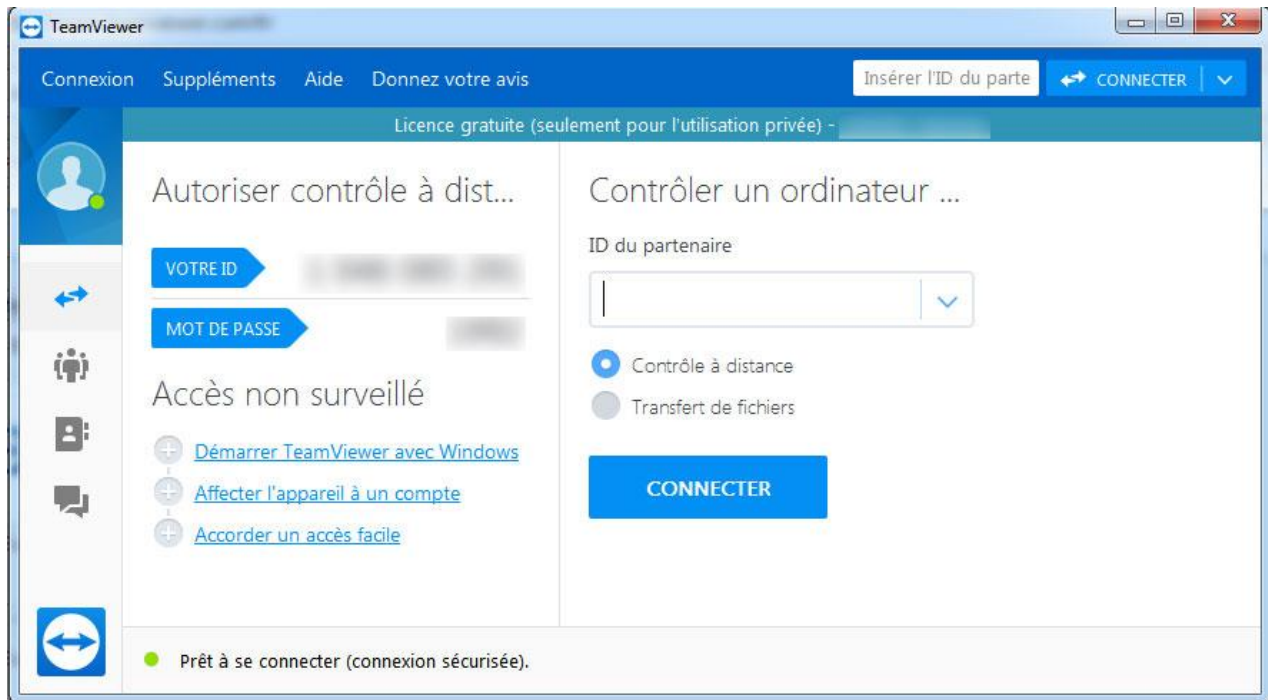 TeamViewer
Connexion Suppléments Aide Donnez votre avis
Insérer l'ID du parte
CONNECTER
Licence gratuite (seulement pour l'utilisation privée) -
Autoriser contrôle à dist...
VOTRE ID
MOT DE PASSE
Accès non surveillé
Démarrer TeamViewer avec Windows
Affecter l'appareil à un compte
Accorder un accès facile
Contrôler un ordinateur ...
ID du partenaire
Contrôle à distance
Transfert de fichiers
CONNECTER
Prêt à se connecter (connexion sécurisée).